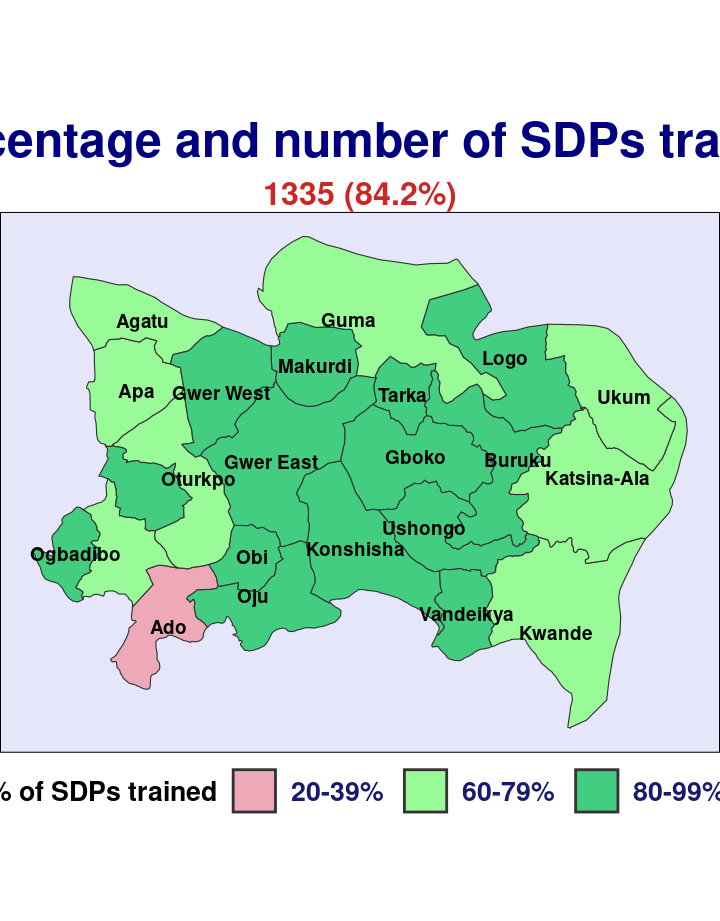 centage and number of SDPs tra
1335 (84.2%)
Agatu
Guma
Makurdi
Logo
Apa
Gwer West
Tarka
Ukum
Gwer East
Gboko
Buruku
Oturkpo
Katsina-Ala
Ushongo
Ogbadibo
Obi
Konshisha
Oju
Vandeikya
Ado
Kwande
% of SDPs trained 20-39% 60-79% 80-99%